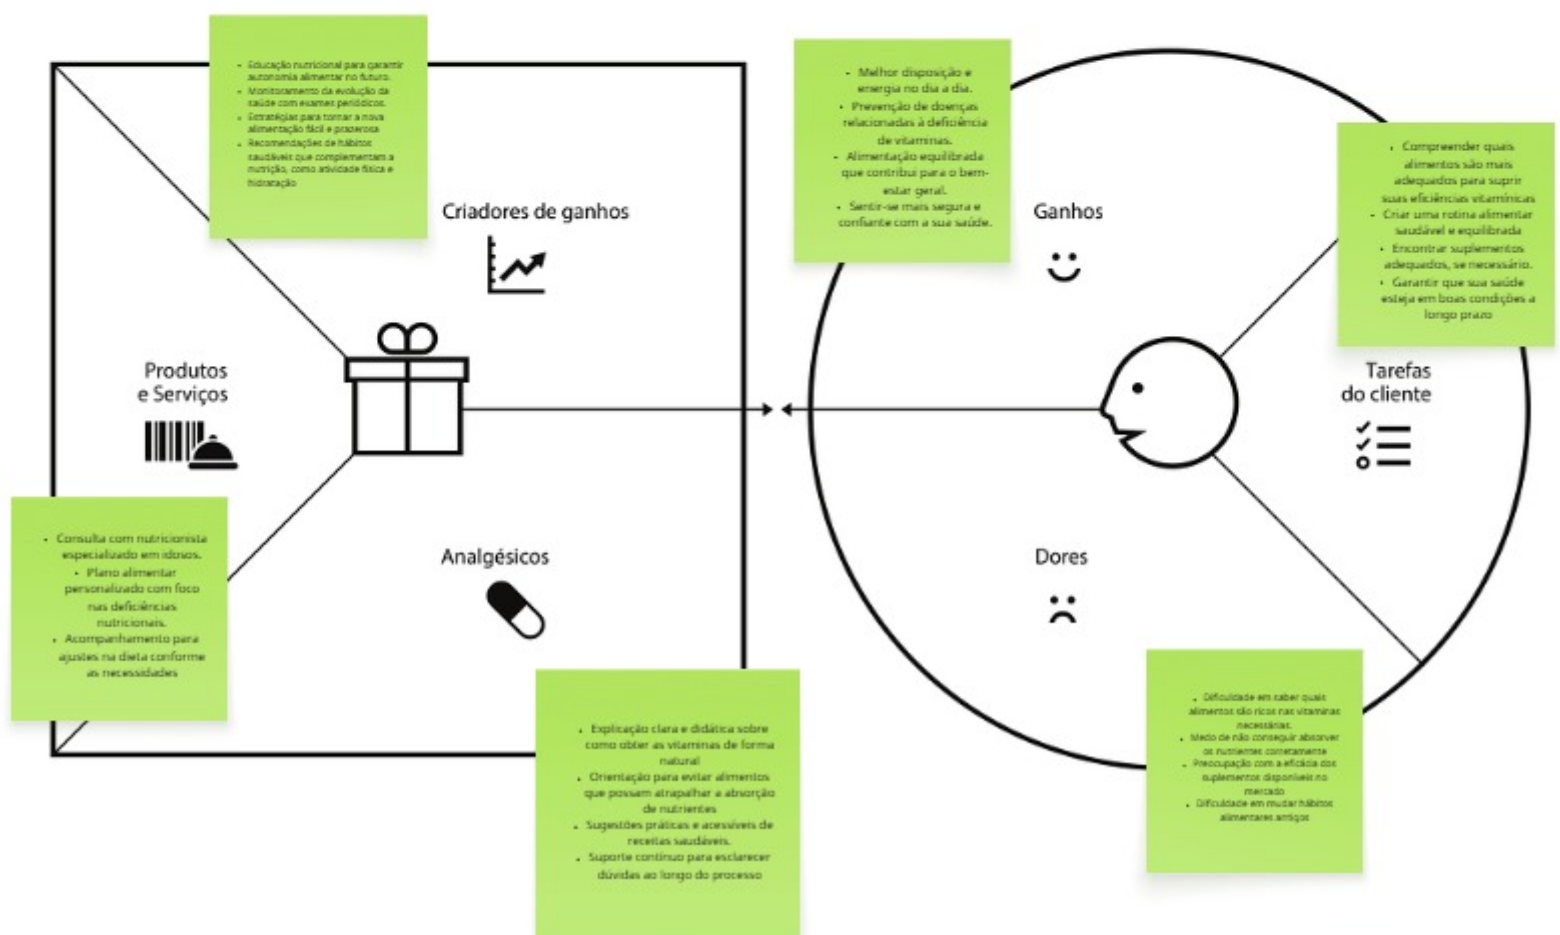 • Educação nutricional para garantir
autonomia alimentar no futuro.
• Monitoramento da evolução da
saúde com exames periódicos.
• Estratégias para tornar a nova
alimentação fácil e prazerosa
• Recomendações de hábitos
saudáveis que complementam a
nutrição, como atividade física e
hidratação
Criadores de ganhos
Produtos
e Serviços
• Consulta com nutricionista
especializado em idosos.
• Plano alimentar
personalizado com foco
nas deficiências
nutricionais.
• Acompanhamento para
ajustes na dieta conforme
as necessidades
Analgésicos
• Explicação clara e didática sobre
como obter as vitaminas de forma
natural
• Orientação para evitar alimentos
que possam atrapalhar a absorção
de nutrientes
• Sugestões práticas e acessíveis de
receitas saudáveis.
• Suporte contínuo para esclarecer
dúvidas ao longo do processo
• Melhor disposição e
energia no dia a dia.
• Prevenção de doenças
relacionadas à deficiência
de vitaminas.
• Alimentação equilibrada
que contribui para o bem-
estar geral.
• Sentir-se mais segura e
confiante com a sua saúde.
Ganhos
• Compreender quais
alimentos são mais
adequados para suprir
suas eficiências vitamínicas
• Criar uma rotina alimentar
saudável e equilibrada
• Encontrar suplementos
adequados, se necessário.
• Garantir que sua saúde
esteja em boas condições a
longo prazo
Tarefas
do cliente
Dores
• Dificuldade em saber quais
alimentos são ricos nas vitaminas
necessárias.
• Medo de não conseguir absorver
os nutrientes corretamente
• Preocupação com a eficácia dos
suplementos disponíveis no
mercado
• Dificuldade em mudar hábitos
alimentares antigos